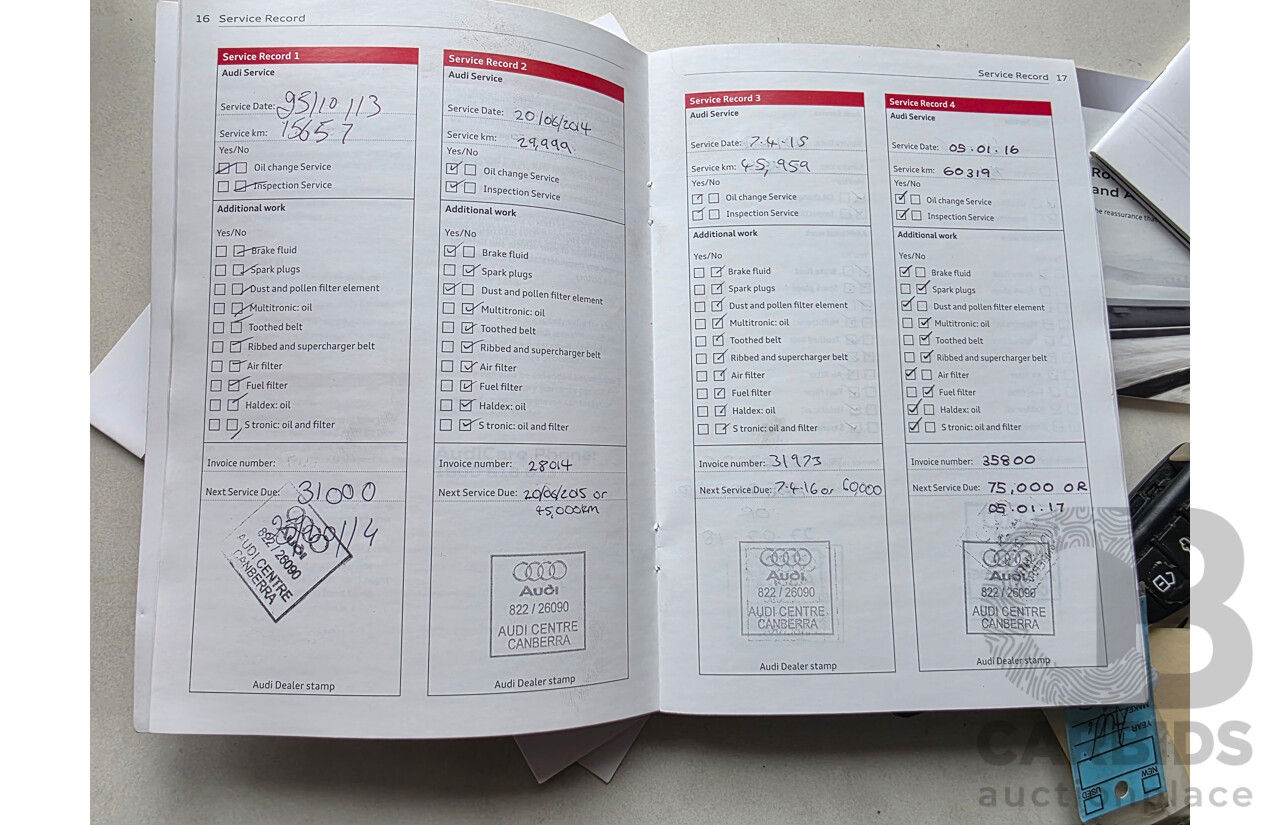 16 Service Record
Service Record 1
Audi Service
Service Date:
Service km: 15657
Yes/No
Oil change Service
Inspection Service
Additional work
Yes/No
Brake fluid
Spark plugs
Dust and pollen filter element
Multitronic: oil
Toothed belt
Ribbed and supercharger belt
Air filter
Fuel filter
Haldex: oil
S tronic: oil and filter
Invoice number:
Next Service Due: 31000
822 / 26090
AUDI CENTRE
CANBERRA
Audi Dealer stamp
Service Record 2
Audi Service
Service Date: 20/06/2014
Service km: 29,999
Yes/No
Oil change Service
Inspection Service
Additional work
Yes/No
Brake fluid
Spark plugs
Dust and pollen filter element
Multitronic: oil
Toothed belt
Ribbed and supercharger belt
Air filter
Fuel filter
Haldex: oil
S tronic: oil and filter
Invoice number: 28014
Next Service Due: 20/06/2015 or
45,000km
Audi
822 / 26090
AUDI CENTRE
CANBERRA
Audi Dealer stamp
Service Record 17
Service Record 3
Audi Service
Service Date: 7.4.15
Service km: 45,959
Yes/No
Oil change Service
Inspection Service
Additional work
Yes/No
Brake fluid
Spark plugs
Dust and pollen filter element
Multitronic: oil
Toothed belt
Ribbed and supercharger belt
Air filter
Fuel filter
Haldex: oil
S tronic: oil and filter
Invoice number: 31973
Next Service Due: 7.4.16 or 60,000
Audi
822 / 26090
AUDI CENTRE
CANBERRA
Audi Dealer stamp
Service Record 4
Audi Service
Service Date: 05.01.16
Service km: 60319
Yes/No
Oil change Service
Inspection Service
Additional work
Yes/No
Brake fluid
Spark plugs
Dust and pollen filter element
Multitronic: oil
Toothed belt
Ribbed and supercharger belt
Air filter
Fuel filter
Haldex: oil
S tronic: oil and filter
Invoice number: 35800
Next Service Due: 75,000 OR
05.01.17
Audi
822 / 26090
AUDI CENTRE
CANBERRA
Audi Dealer stamp
and A
he reassurance tha
YEAR
NEW
USED
CARBIDS
auctionplace